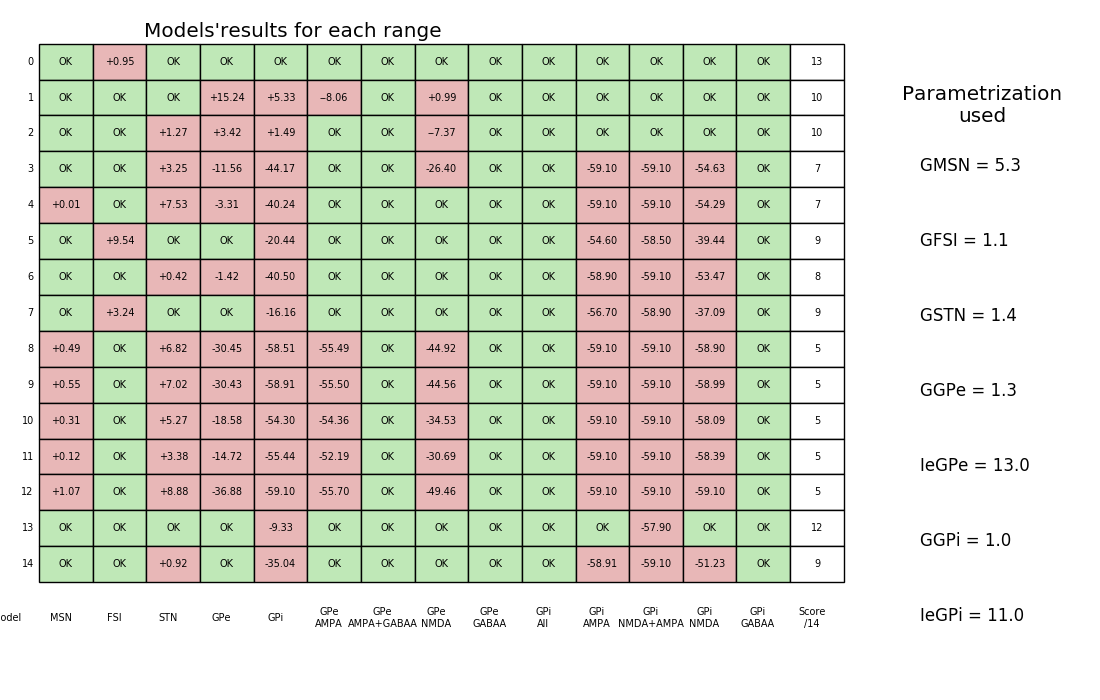 Models'results for each range
0 OK +0.95 OK OK OK OK OK OK OK OK OK OK OK OK 13
1 OK OK OK +15.24 +5.33 −8.06 OK +0.99 OK OK OK OK OK OK 10
2 OK OK +1.27 +3.42 +1.49 OK OK −7.37 OK OK OK OK OK OK 10
3 OK OK +3.25 -11.56 -44.17 OK OK -26.40 OK OK -59.10 -59.10 -54.63 OK 7
4 +0.01 OK +7.53 -3.31 -40.24 OK OK OK OK OK -59.10 -59.10 -54.29 OK 7
5 OK +9.54 OK OK -20.44 OK OK OK OK OK -54.60 -58.50 -39.44 OK 9
6 OK OK +0.42 -1.42 -40.50 OK OK OK OK OK -58.90 -59.10 -53.47 OK 8
7 OK +3.24 OK OK -16.16 OK OK OK OK OK -56.70 -58.90 -37.09 OK 9
8 +0.49 OK +6.82 -30.45 -58.51 -55.49 OK -44.92 OK OK -59.10 -59.10 -58.90 OK 5
9 +0.55 OK +7.02 -30.43 -58.91 -55.50 OK -44.56 OK OK -59.10 -59.10 -58.99 OK 5
10 +0.31 OK +5.27 -18.58 -54.30 -54.36 OK -34.53 OK OK -59.10 -59.10 -58.09 OK 5
11 +0.12 OK +3.38 -14.72 -55.44 -52.19 OK -30.69 OK OK -59.10 -59.10 -58.39 OK 5
12 +1.07 OK +8.88 -36.88 -59.10 -55.70 OK -49.46 OK OK -59.10 -59.10 -59.10 OK 5
13 OK OK OK OK -9.33 OK OK OK OK OK OK -57.90 OK OK 12
14 OK OK +0.92 OK -35.04 OK OK OK OK OK -58.91 -59.10 -51.23 OK 9
odel MSN FSI STN GPe GPi GPe AMPA GPe AMPA+GABAA GPe NMDA GPe GABAA GPi All GPi AMPA GPi NMDA+AMPA GPi NMDA GPi GABAA Score /14
Parametrization
used
GMSN = 5.3
GFSI = 1.1
GSTN = 1.4
GGPe = 1.3
IeGPe = 13.0
GGPi = 1.0
IeGPi = 11.0